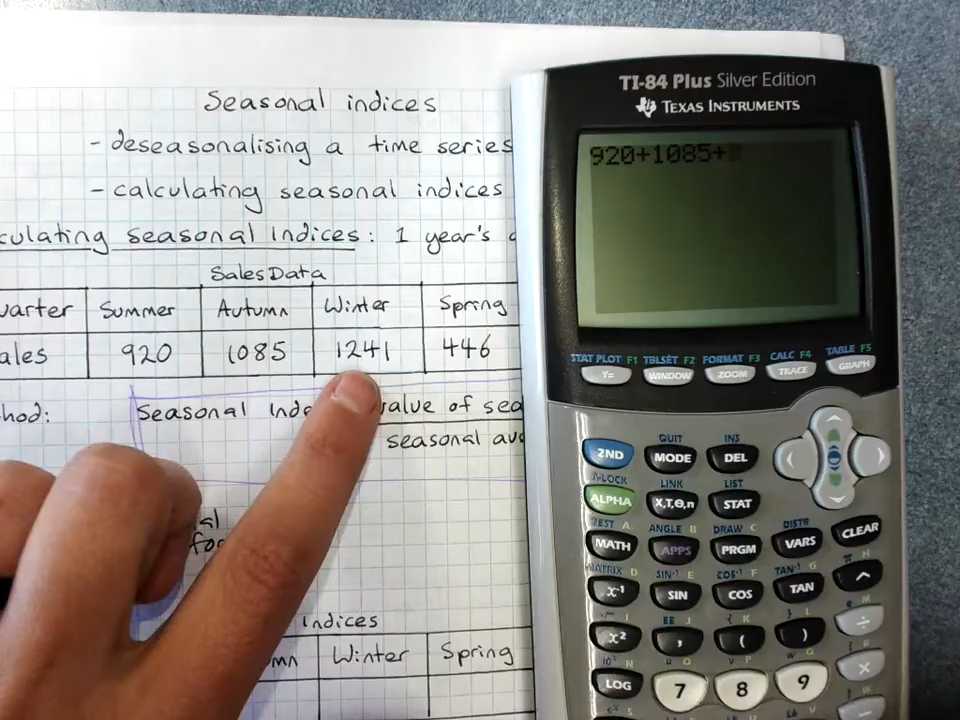 Seasonal indices
- deseasonalising a time series
- calculating seasonal indices
culating seasonal indices: 1 year's
Sales Data
uarter Summer Autumn Winter Spring
ales 920 1085 1241 446
hod: Seasonal Inde value of sea
seasonal av
al
fo
Indices
mn Winter Spring
TI-84 Plus Silver Edition
TEXAS INSTRUMENTS
920+1085+
STAT PLOT F1 TBLSET F2 FORMAT F3 CALC F4 TABLE F5
Y= WINDOW ZOOM TRACE GRAPH
QUIT INS
2ND MODE DEL
A-LOCK LINK LIST
ALPHA X,T,θ,n STAT
TEST A ANGLE B DRAW C DISTR
MATH APPS PRGM VARS CLEAR
MATRIX D SIN⁻¹ E COS⁻¹ F TAN⁻¹ G π H
x⁻¹ SIN COS TAN ^
√ I EE J { K } L e M
x² , ( ) ÷
10ˣ N u O v P w Q [ R
LOG 7 8 9 ×